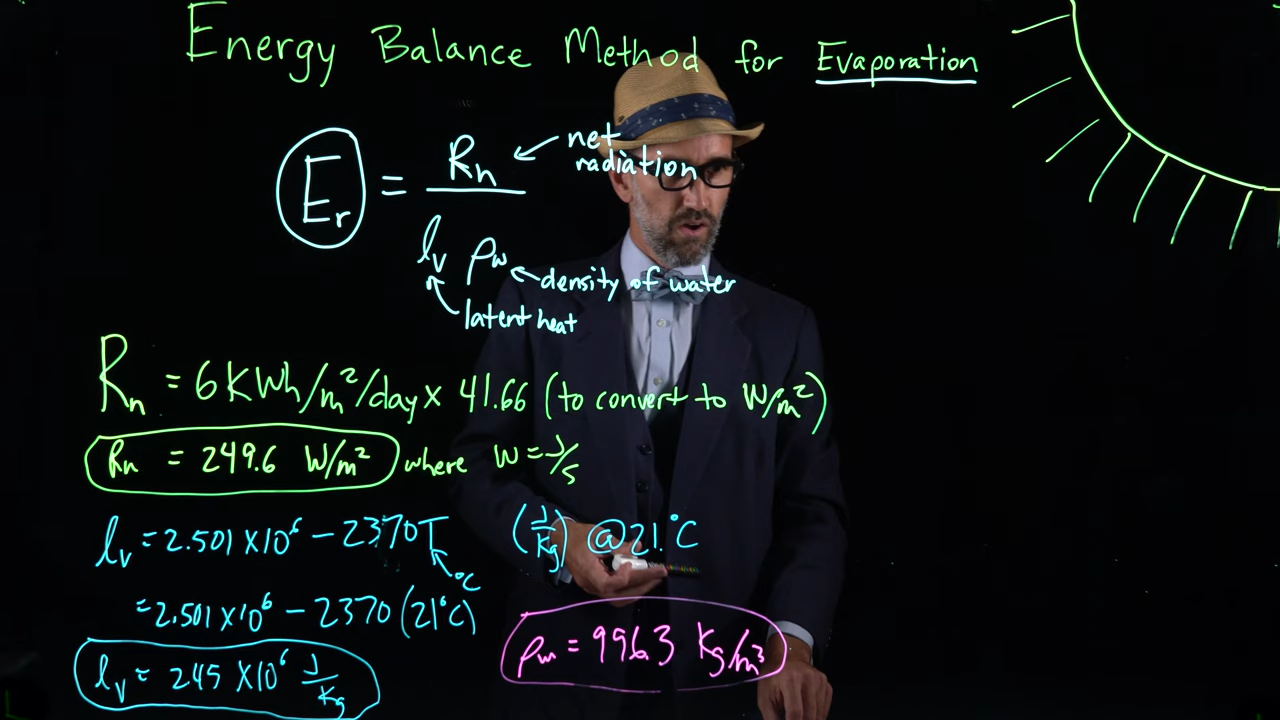 Energy Balance Method for Evaporation
Er = Rn / lv ρw
net radiation
density of water
latent heat
Rn = 6 KWh/m²/day × 41.66 (to convert to W/m²)
Rn = 249.6 W/m² where W = J/s
lv = 2.501 × 10⁶ − 2370T (J/Kg) @ 21°C
°C
= 2.501 × 10⁶ − 2370 (21°C)
lv = 2.45 × 10⁶ J/Kg
ρw = 996.3 Kg/m³